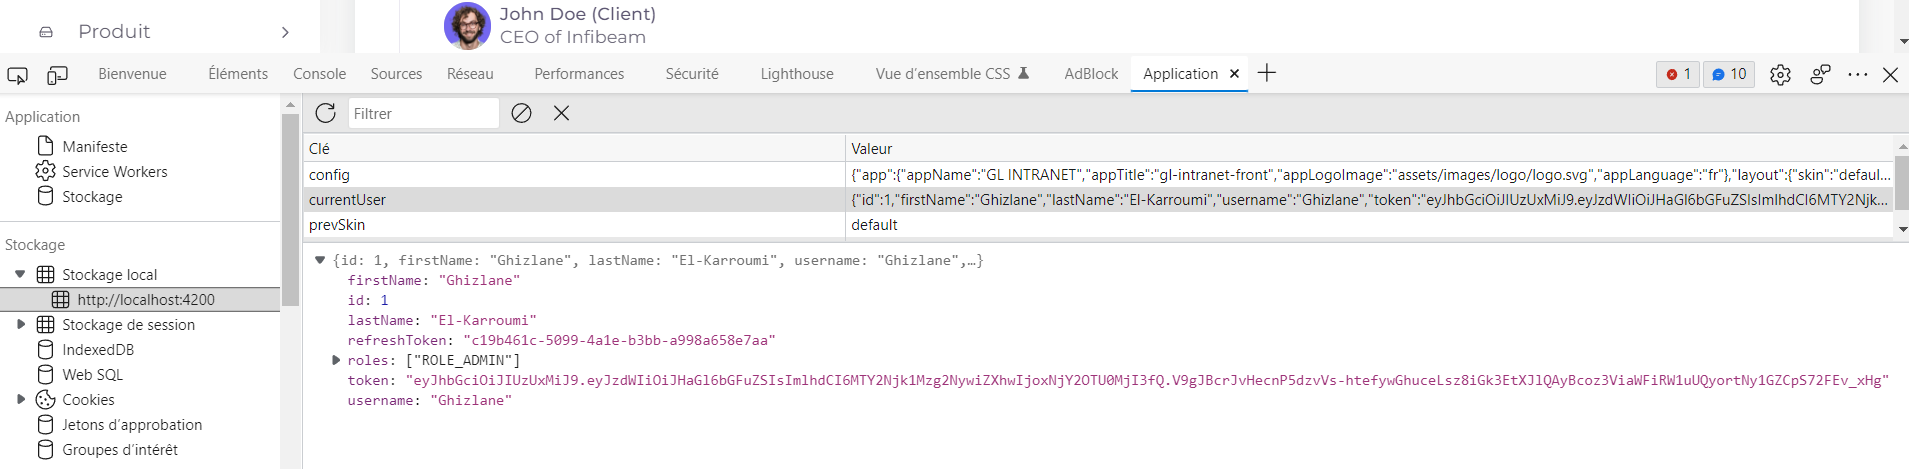 Produit
John Doe (Client)
CEO of Infibeam
Bienvenue Éléments Console Sources Réseau Performances Sécurité Lighthouse Vue d'ensemble CSS AdBlock Application 1 10
Application
Manifeste
Service Workers
Stockage
Stockage
Stockage local
http://localhost:4200
Stockage de session
IndexedDB
Web SQL
Cookies
Jetons d'approbation
Groupes d'intérêt
Filtrer
Clé Valeur
config {"app":{"appName":"GL INTRANET","appTitle":"gl-intranet-front","appLogoImage":"assets/images/logo/logo.svg","appLanguage":"fr"},"layout":{"skin":"defaul...
currentUser {"id":1,"firstName":"Ghizlane","lastName":"El-Karroumi","username":"Ghizlane","token":"eyJhbGciOiJIUzUxMiJ9.eyJzdWIiOiJHaGl6bGFuZSIsImlhdCI6MTY2Njk...
prevSkin default
{id: 1, firstName: "Ghizlane", lastName: "El-Karroumi", username: "Ghizlane",…}
firstName: "Ghizlane"
id: 1
lastName: "El-Karroumi"
refreshToken: "c19b461c-5099-4a1e-b3bb-a998a658e7aa"
roles: ["ROLE_ADMIN"]
token: "eyJhbGciOiJIUzUxMiJ9.eyJzdWIiOiJHaGl6bGFuZSIsImlhdCI6MTY2Njk1Mzg2NywiZXhwIjoxNjY2OTU0MjI3fQ.V9gJBcrJvHecnP5dzvVs-htefywGhuceLsz8iGk3EtXJlQAyBcoz3ViaWFiRW1uUQyortNy1GZCpS72FEv_xHg"
username: "Ghizlane"